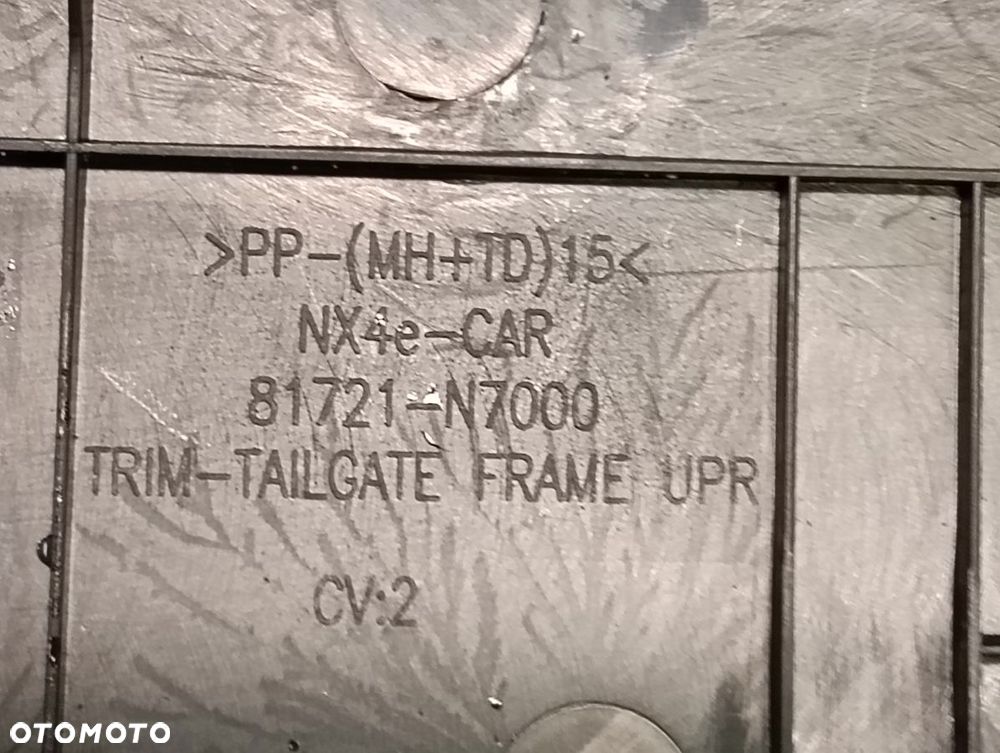 >PP-(MH+TD)15<
NX4e-CAR
81721-N7000
TRIM-TAILGATE FRAME UPR
CV:2
OTOMOTO